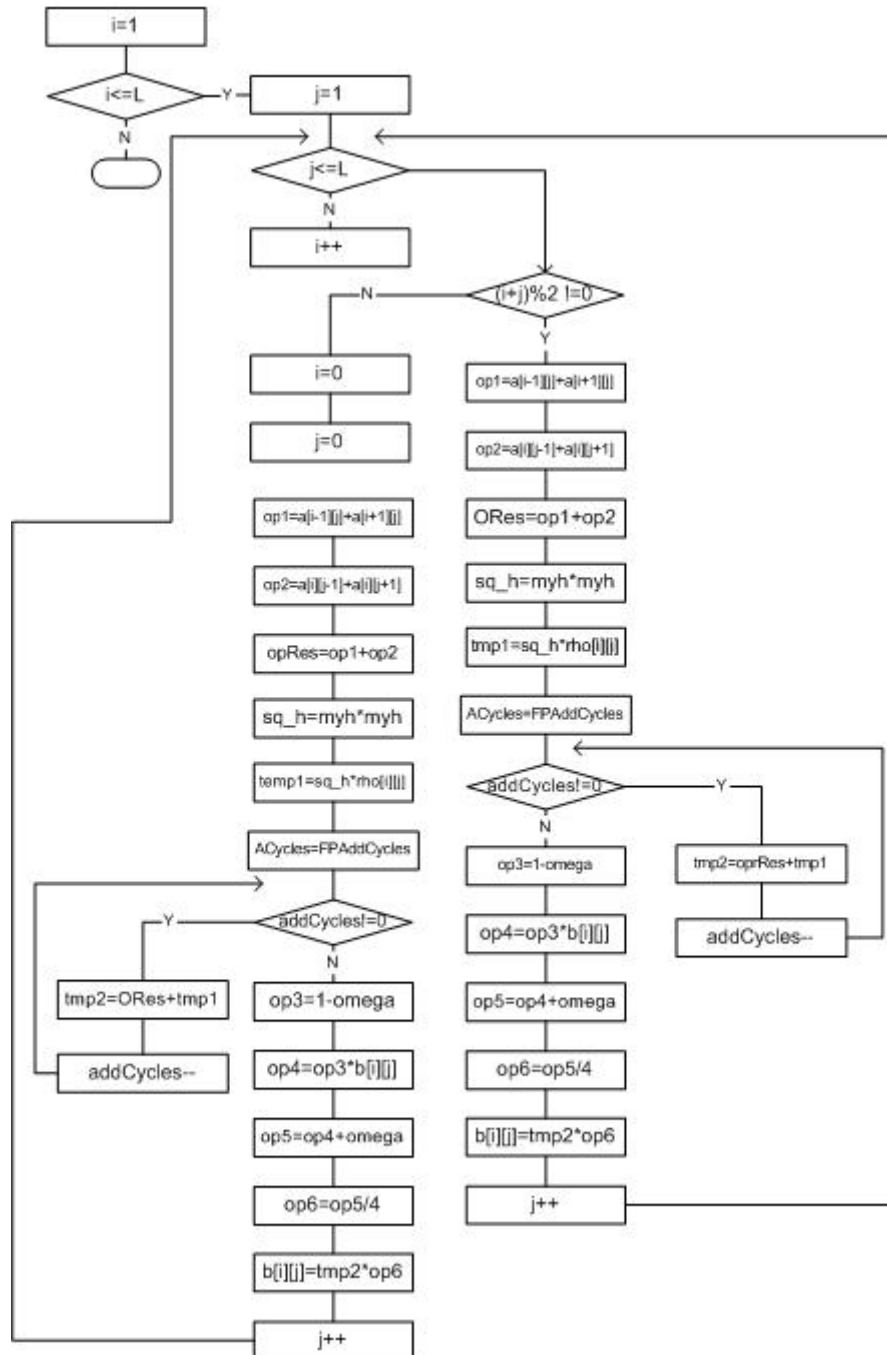 i=1
i<=L
Y
j=1
N
j<=L
N
i++
(i+j)%2 !=0
N
Y
i=0
j=0
op1=a[i-1][j]+a[i+1][j]
op2=a[i][j-1]+a[i][j+1]
ORes=op1+op2
sq_h=myh*myh
tmp1=sq_h*rho[i][j]
ACycles=FPAddCycles
addCycles!=0
Y
N
tmp2=oprRes+tmp1
addCycles--
op3=1-omega
op4=op3*b[i][j]
op5=op4+omega
op6=op5/4
b[i][j]=tmp2*op6
j++
op1=a[i-1][j]+a[i+1][j]
op2=a[i][j-1]+a[i][j+1]
opRes=op1+op2
sq_h=myh*myh
temp1=sq_h*rho[i][j]
ACycles=FPAddCycles
addCycles!=0
Y
N
tmp2=ORes+tmp1
addCycles--
op3=1-omega
op4=op3*b[i][j]
op5=op4+omega
op6=op5/4
b[i][j]=tmp2*op6
j++